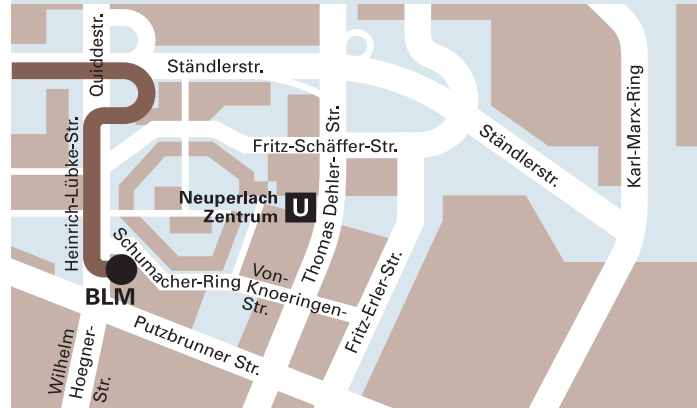 Quiddestr.
Ständlerstr.
Karl-Marx-Ring
Heinrich-Lübke-Str.
Fritz-Schäffer-Str.
Ständlerstr.
Thomas Dehler- Str.
Neuperlach
Zentrum
U
Schumacher-Ring
Von-
Knoeringen-
Str.
Fritz-Erler-Str.
BLM
Putzbrunner Str.
Wilhelm
Hoegner-
Str.